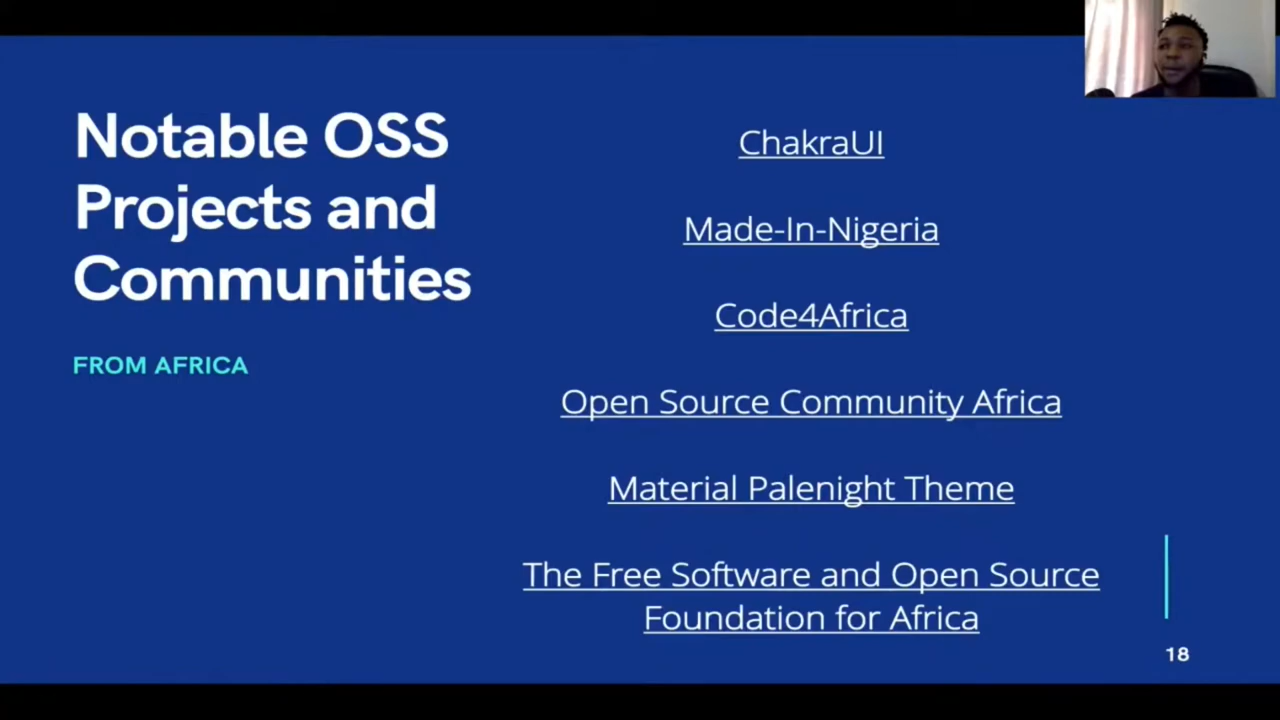 Notable OSS
Projects and
Communities
FROM AFRICA
ChakraUI
Made-In-Nigeria
Code4Africa
Open Source Community Africa
Material Palenight Theme
The Free Software and Open Source
Foundation for Africa
18